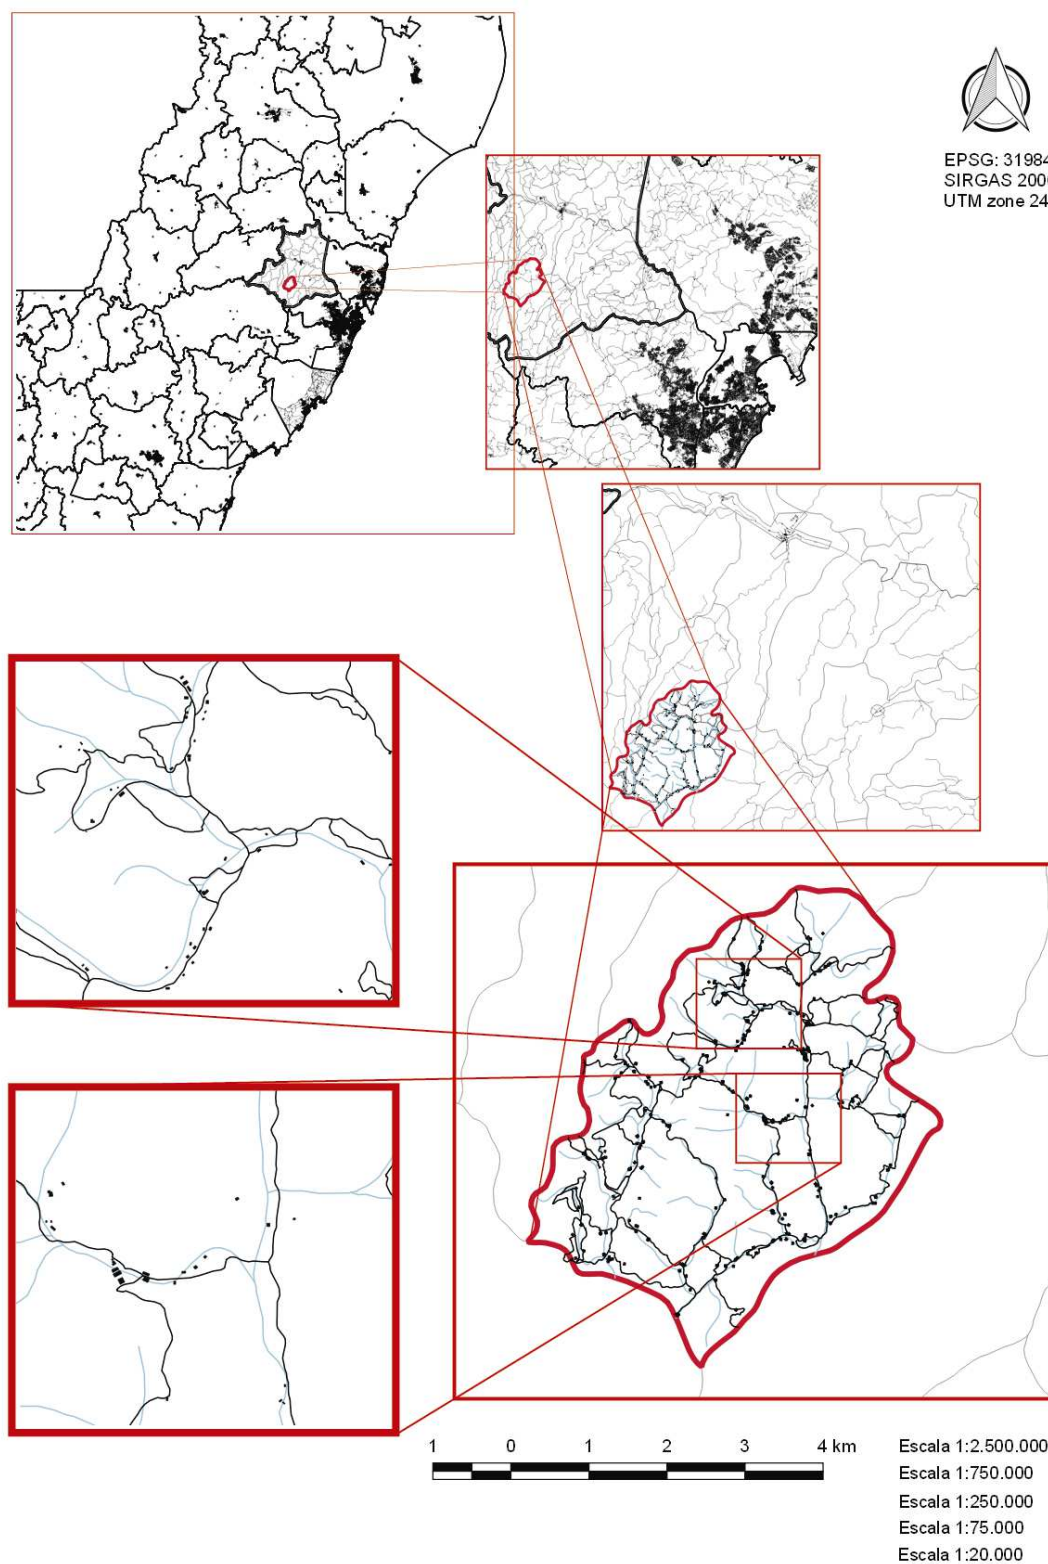 EPSG: 31984
SIRGAS 200
UTM zone 24
1 0 1 2 3 4 km
Escala 1:2.500.000
Escala 1:750.000
Escala 1:250.000
Escala 1:75.000
Escala 1:20.000